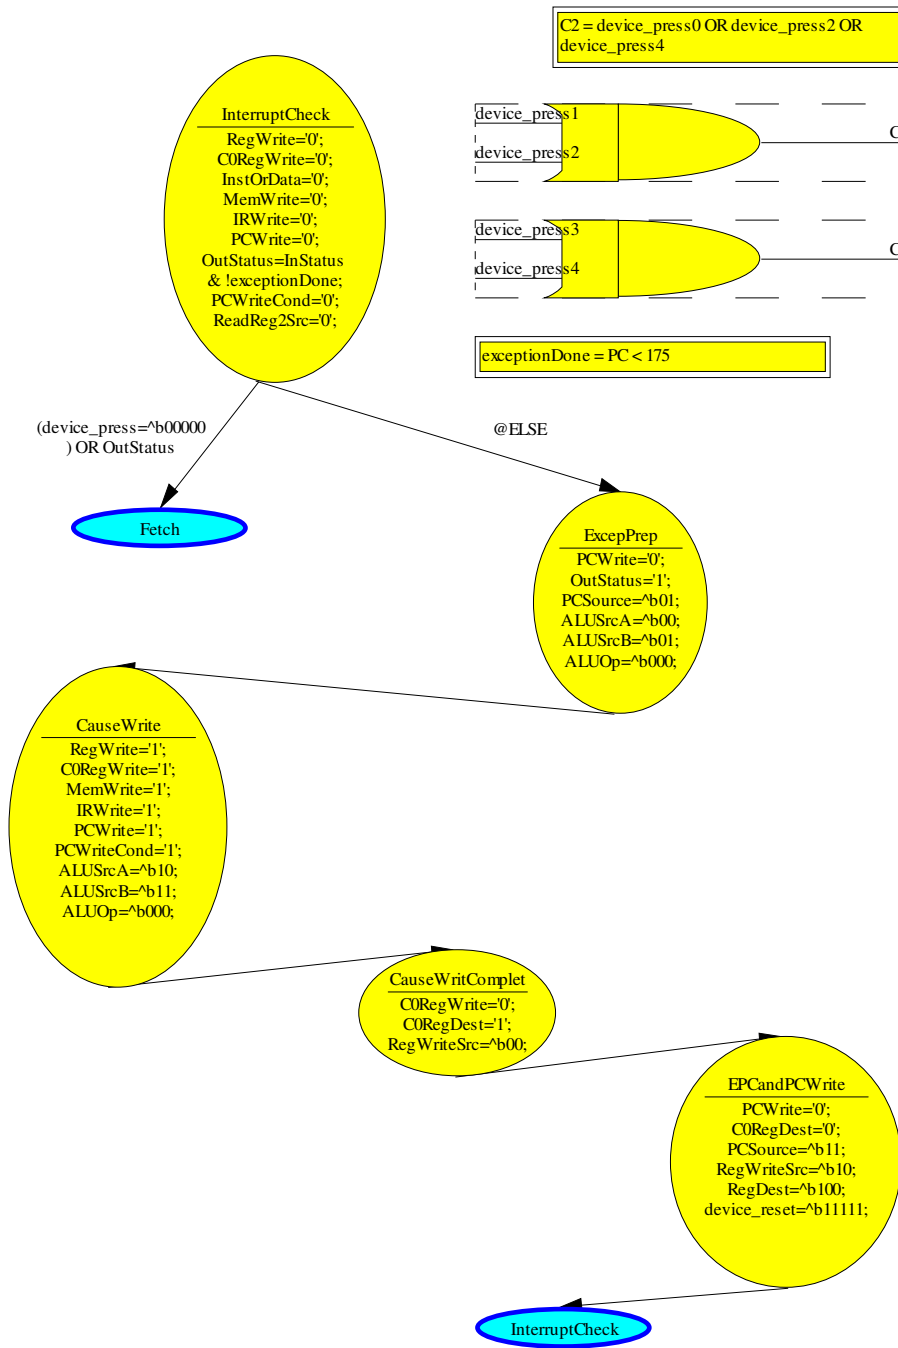 C2 = device_press0 OR device_press2 OR
device_press4
InterruptCheck
RegWrite='0';
C0RegWrite='0';
InstOrData='0';
MemWrite='0';
IRWrite='0';
PCWrite='0';
OutStatus=InStatus
& !exceptionDone;
PCWriteCond='0';
ReadReg2Src='0';
device_press1
device_press2
C
device_press3
device_press4
C
exceptionDone = PC < 175
(device_press=^b00000
) OR OutStatus
@ELSE
Fetch
ExcepPrep
PCWrite='0';
OutStatus='1';
PCSource=^b01;
ALUSrcA=^b00;
ALUSrcB=^b01;
ALUOp=^b000;
CauseWrite
RegWrite='1';
C0RegWrite='1';
MemWrite='1';
IRWrite='1';
PCWrite='1';
PCWriteCond='1';
ALUSrcA=^b10;
ALUSrcB=^b11;
ALUOp=^b000;
CauseWritComplet
C0RegWrite='0';
C0RegDest='1';
RegWriteSrc=^b00;
EPCandPCWrite
PCWrite='0';
C0RegDest='0';
PCSource=^b11;
RegWriteSrc=^b10;
RegDest=^b100;
device_reset=^b11111;
InterruptCheck